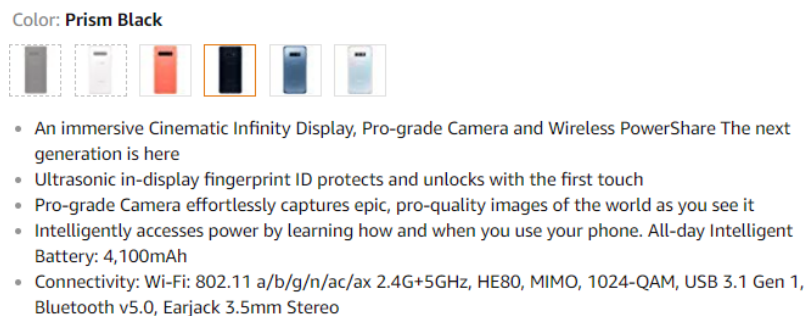 Color: Prism Black
An immersive Cinematic Infinity Display, Pro-grade Camera and Wireless PowerShare The next
generation is here
Ultrasonic in-display fingerprint ID protects and unlocks with the first touch
Pro-grade Camera effortlessly captures epic, pro-quality images of the world as you see it
Intelligently accesses power by learning how and when you use your phone. All-day Intelligent
Battery: 4,100mAh
Connectivity: Wi-Fi: 802.11 a/b/g/n/ac/ax 2.4G+5GHz, HE80, MIMO, 1024-QAM, USB 3.1 Gen 1,
Bluetooth v5.0, Earjack 3.5mm Stereo